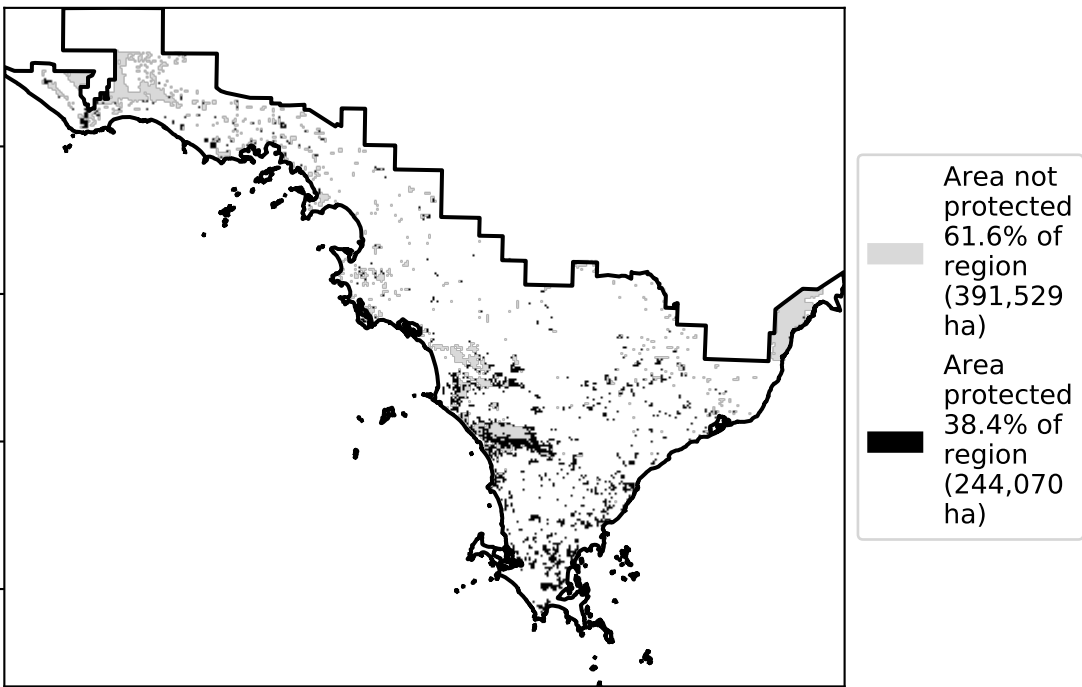 Area not
protected
61.6% of
region
(391,529
ha)
Area
protected
38.4% of
region
(244,070
ha)